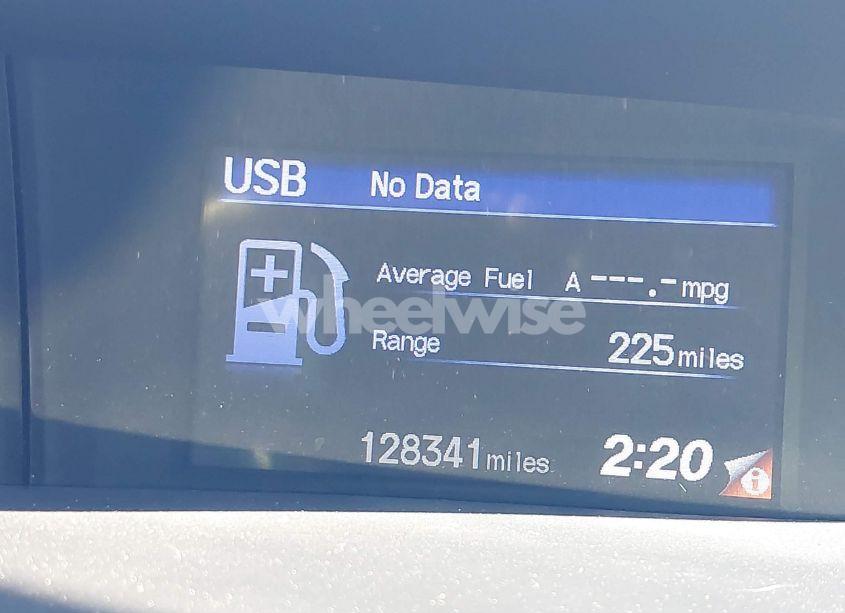 USB No Data
Average Fuel A ---.- mpg
wheelwise
Range 225 miles
128341 miles 2:20
i